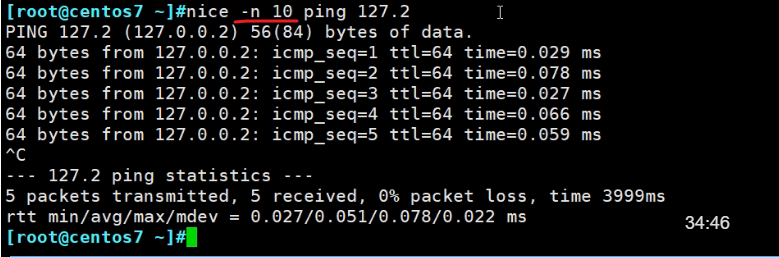 [root@centos7 ~]#nice -n 10 ping 127.2
PING 127.2 (127.0.0.2) 56(84) bytes of data.
64 bytes from 127.0.0.2: icmp_seq=1 ttl=64 time=0.029 ms
64 bytes from 127.0.0.2: icmp_seq=2 ttl=64 time=0.078 ms
64 bytes from 127.0.0.2: icmp_seq=3 ttl=64 time=0.027 ms
64 bytes from 127.0.0.2: icmp_seq=4 ttl=64 time=0.066 ms
64 bytes from 127.0.0.2: icmp_seq=5 ttl=64 time=0.059 ms
^C
--- 127.2 ping statistics ---
5 packets transmitted, 5 received, 0% packet loss, time 3999ms
rtt min/avg/max/mdev = 0.027/0.051/0.078/0.022 ms
34:46
[root@centos7 ~]#